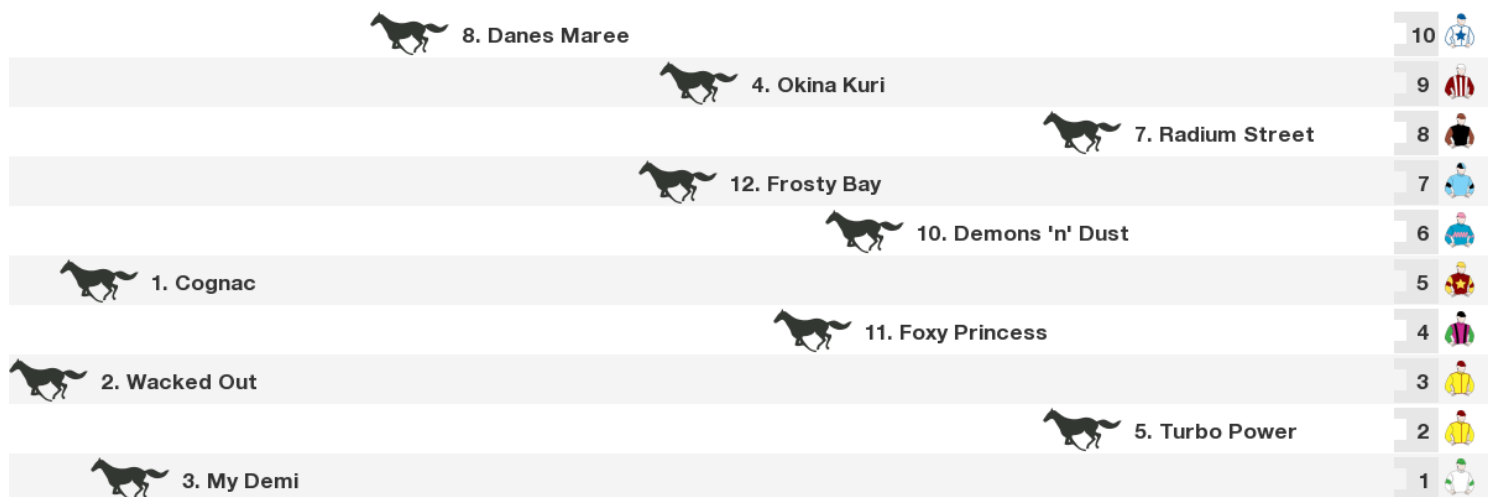 8. Danes Maree 10
4. Okina Kuri 9
7. Radium Street 8
12. Frosty Bay 7
10. Demons 'n' Dust 6
1. Cognac 5
11. Foxy Princess 4
2. Wacked Out 3
5. Turbo Power 2
3. My Demi 1